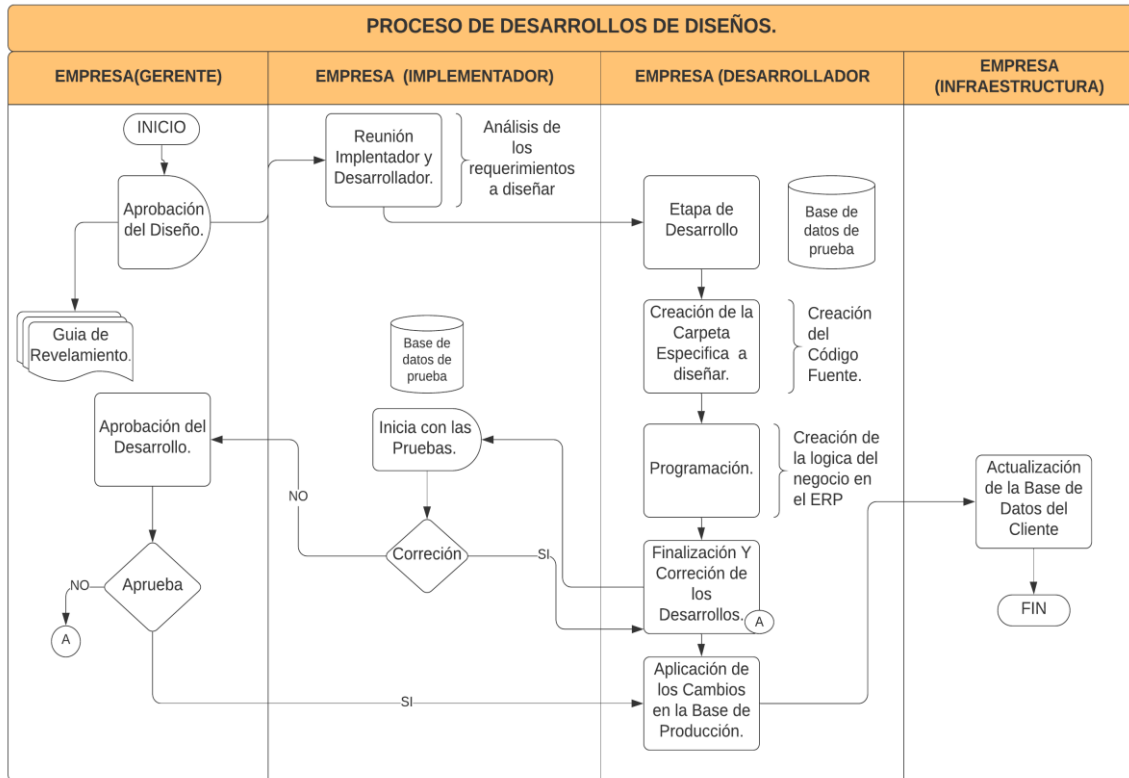 PROCESO DE DESARROLLOS DE DISEÑOS.
EMPRESA(GERENTE)
EMPRESA (IMPLEMENTADOR)
EMPRESA (DESARROLLADOR
EMPRESA
(INFRAESTRUCTURA)
INICIO
Aprobación
del Diseño.
Guia de
Revelamiento.
Aprobación del
Desarrollo.
Aprueba
NO
A
Reunión
Implentador y
Desarrollador.
Análisis de
los
requerimientos
a diseñar
Base de
datos de
prueba
Inicia con las
Pruebas.
Correción
NO
SI
SI
Etapa de
Desarrollo
Base de
datos de
prueba
Creación de la
Carpeta
Especifica a
diseñar.
Creación
del
Código
Fuente.
Programación.
Creación de
la logica del
negocio en
el ERP
Finalización Y
Correción de
los
Desarrollos.
A
Aplicación de
los Cambios
en la Base de
Producción.
Actualización
de la Base de
Datos del
Cliente
FIN